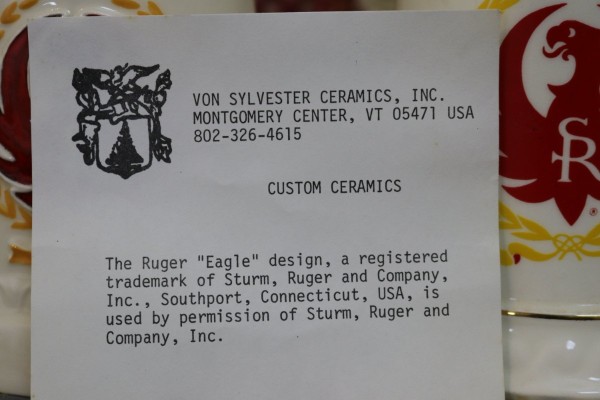 VON SYLVESTER CERAMICS, INC.
MONTGOMERY CENTER, VT 05471 USA
802-326-4615
CUSTOM CERAMICS
The Ruger "Eagle" design, a registered
trademark of Sturm, Ruger and Company,
Inc., Southport, Connecticut, USA, is
used by permission of Sturm, Ruger and
Company, Inc.
SR
®